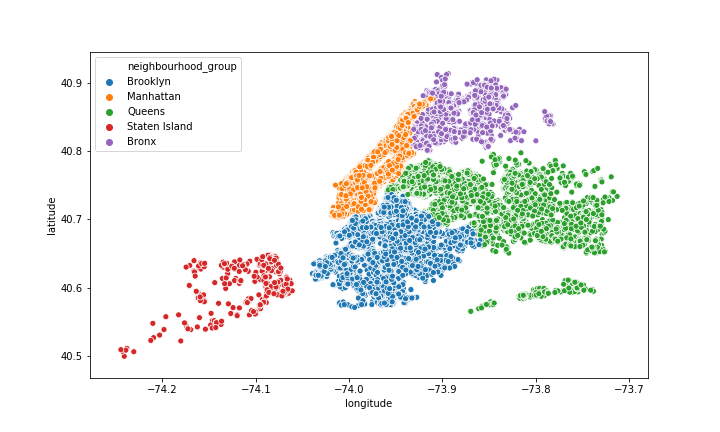 neighbourhood_group
Brooklyn
Manhattan
Queens
Staten Island
Bronx
40.9
40.8
40.7
40.6
40.5
latitude
−74.2 −74.1 −74.0 −73.9 −73.8 −73.7
longitude